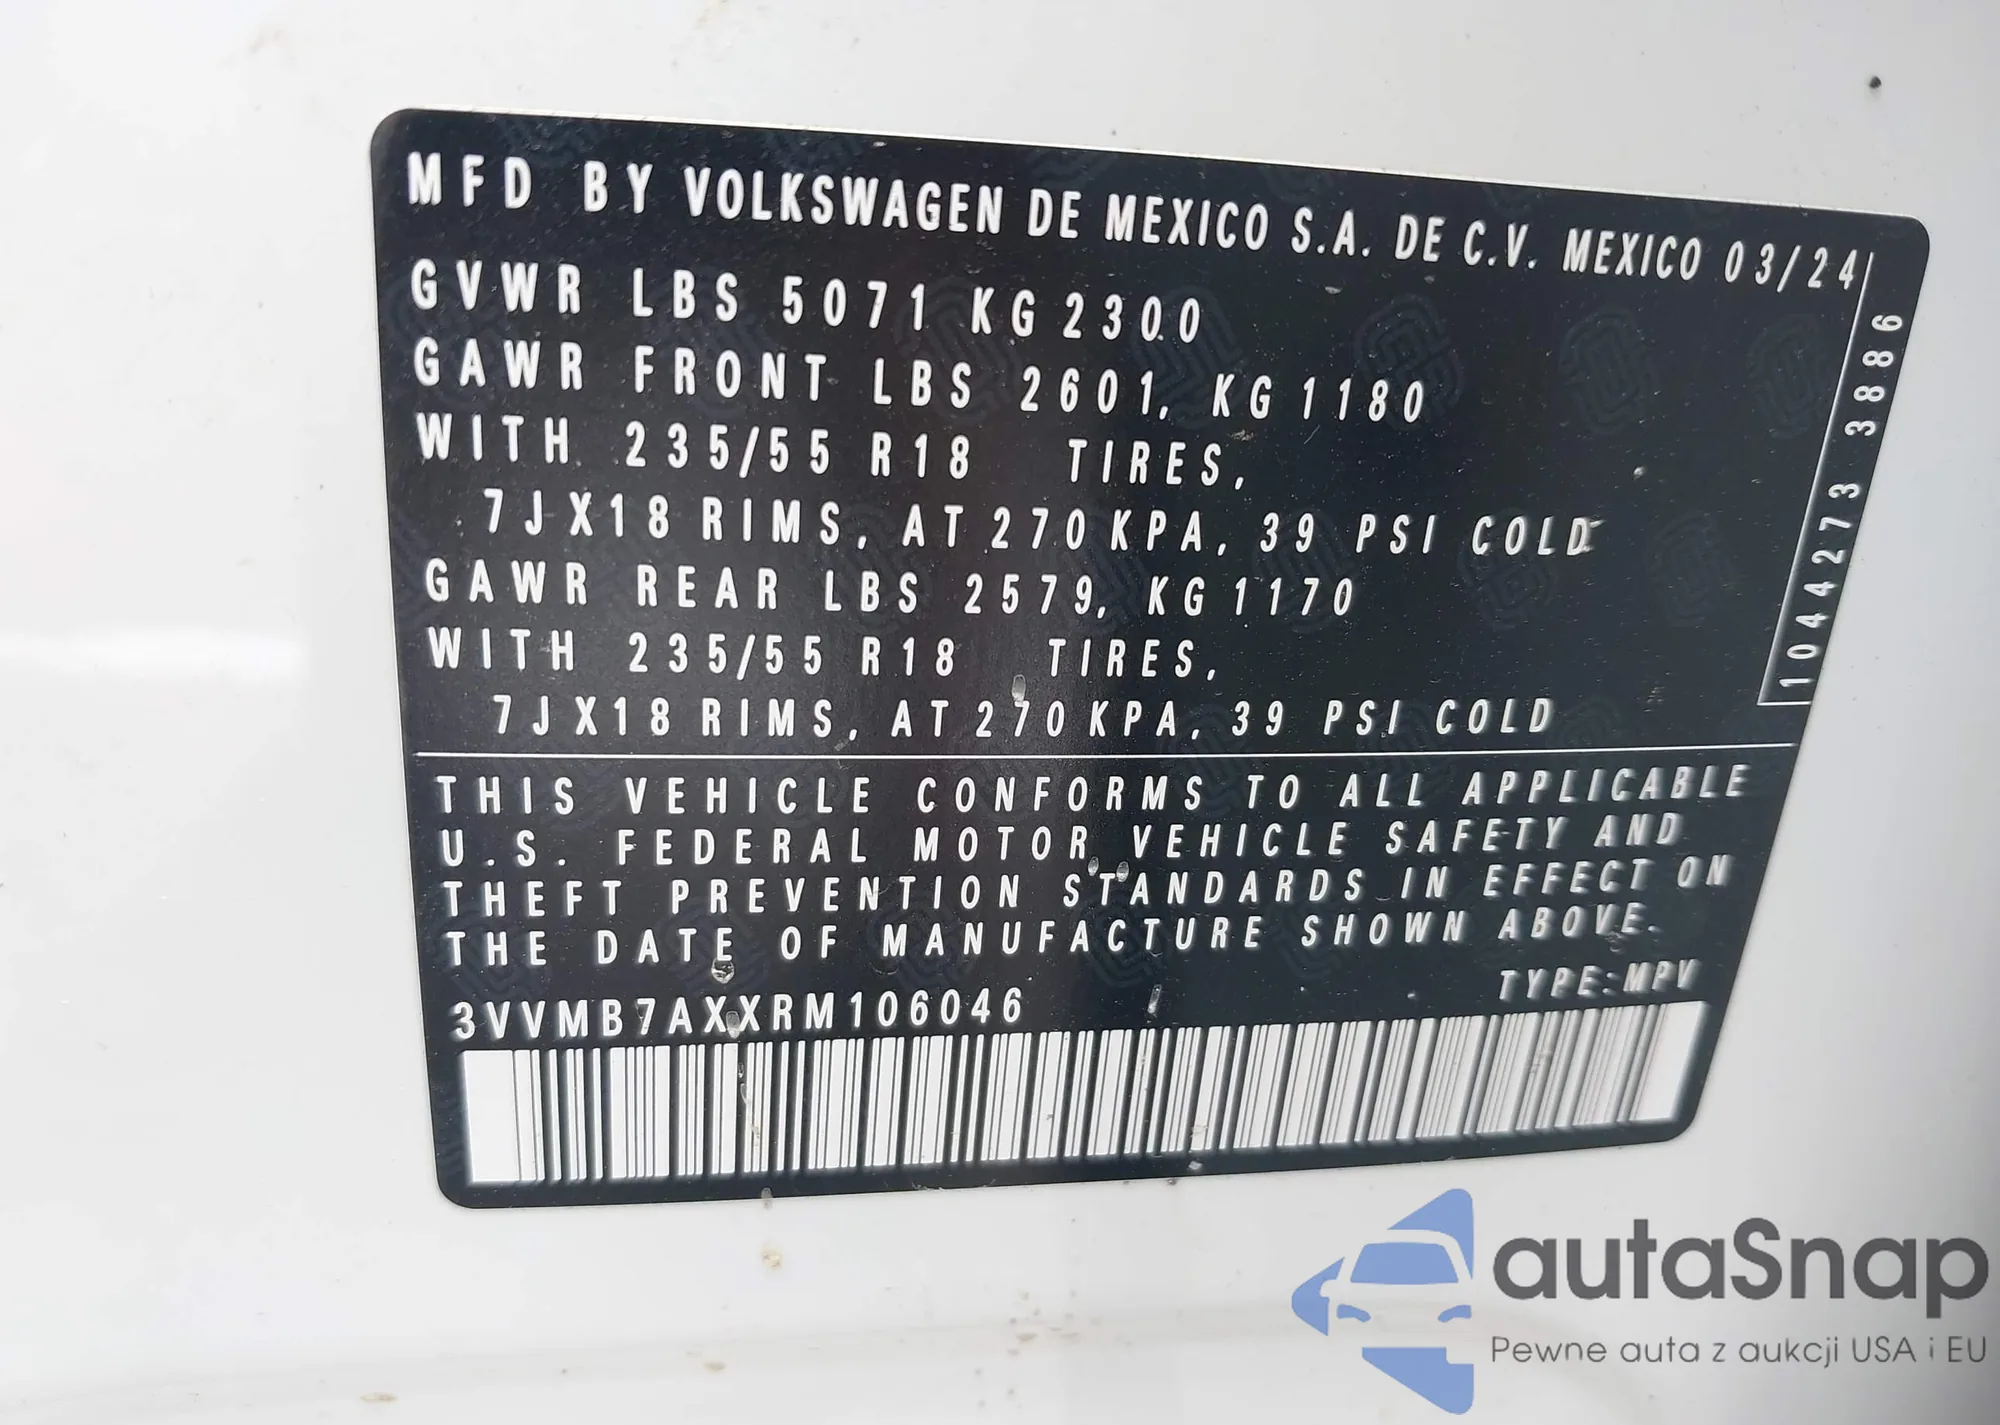 MFD BY VOLKSWAGEN DE MEXICO S.A. DE C.V. MEXICO 03/24
GVWR LBS 5071 KG 2300
GAWR FRONT LBS 2601, KG 1180
WITH 235/55 R18 TIRES,
7JX18 RIMS, AT 270 KPA, 39 PSI COLD
GAWR REAR LBS 2579, KG 1170
WITH 235/55 R18 TIRES,
7JX18 RIMS, AT 270 KPA, 39 PSI COLD
1044273 3886
THIS VEHICLE CONFORMS TO ALL APPLICABLE
U.S. FEDERAL MOTOR VEHICLE SAFETY AND
THEFT PREVENTION STANDARDS IN EFFECT ON
THE DATE OF MANUFACTURE SHOWN ABOVE.
TYPE: MPV
3VVMB7AXXRM106046
autaSnap
Pewne auta z aukcji USA i EU